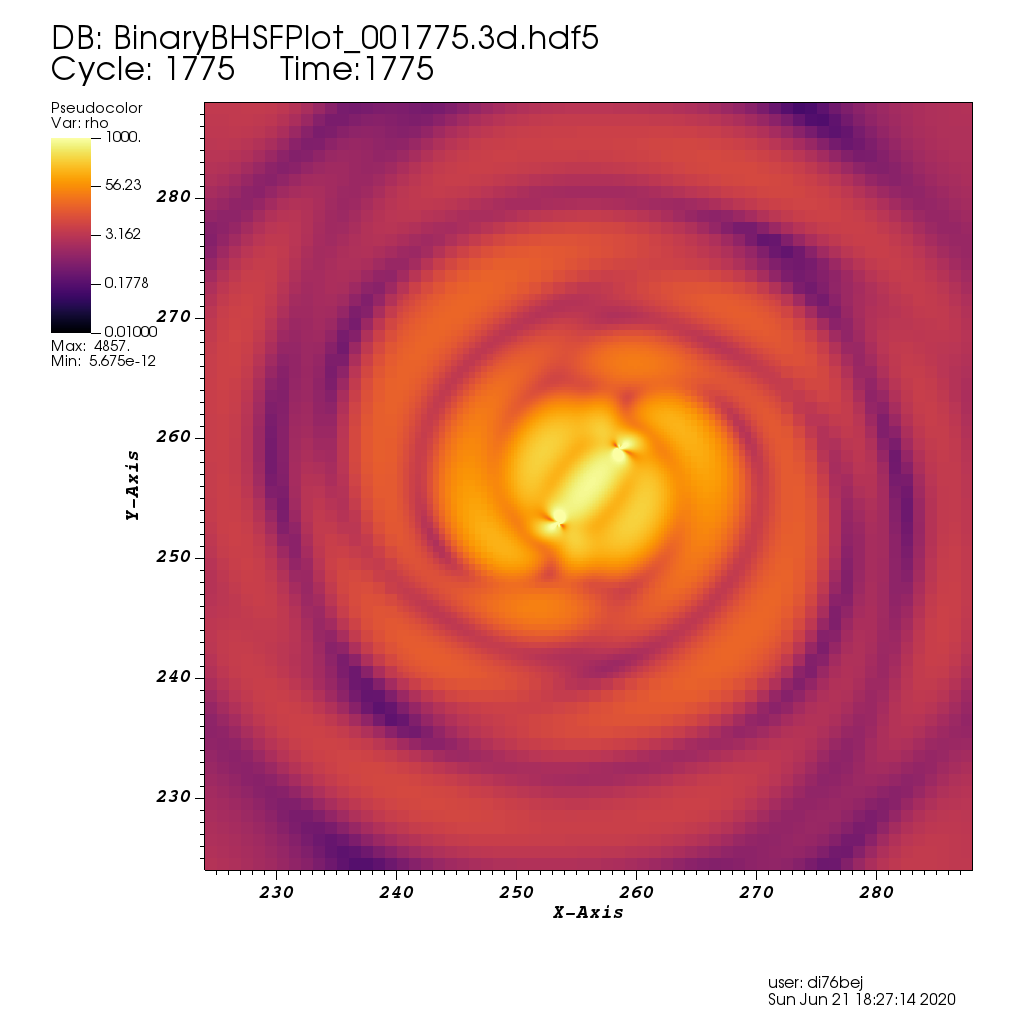 DB: BinaryBHSFPlot_001775.3d.hdf5
Cycle: 1775 Time:1775
Pseudocolor
Var: rho
1000.
56.23
3.162
0.1778
0.01000
Max: 4857.
Min: 5.675e-12
280
270
260
250
240
230
Y-Axis
230 240 250 260 270 280
X-Axis
user: di76bej
Sun Jun 21 18:27:14 2020